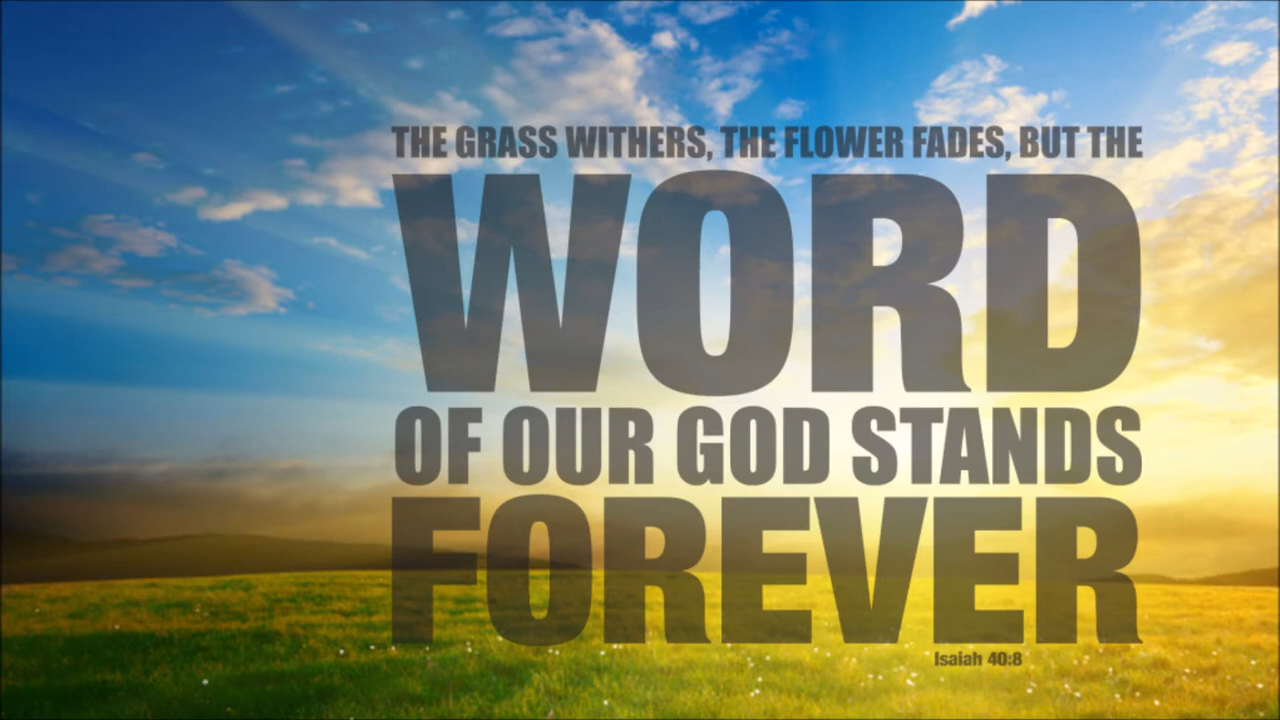 THE GRASS WITHERS, THE FLOWER FADES, BUT THE
WORD
OF OUR GOD STANDS
FOREVER
Isaiah 40:8